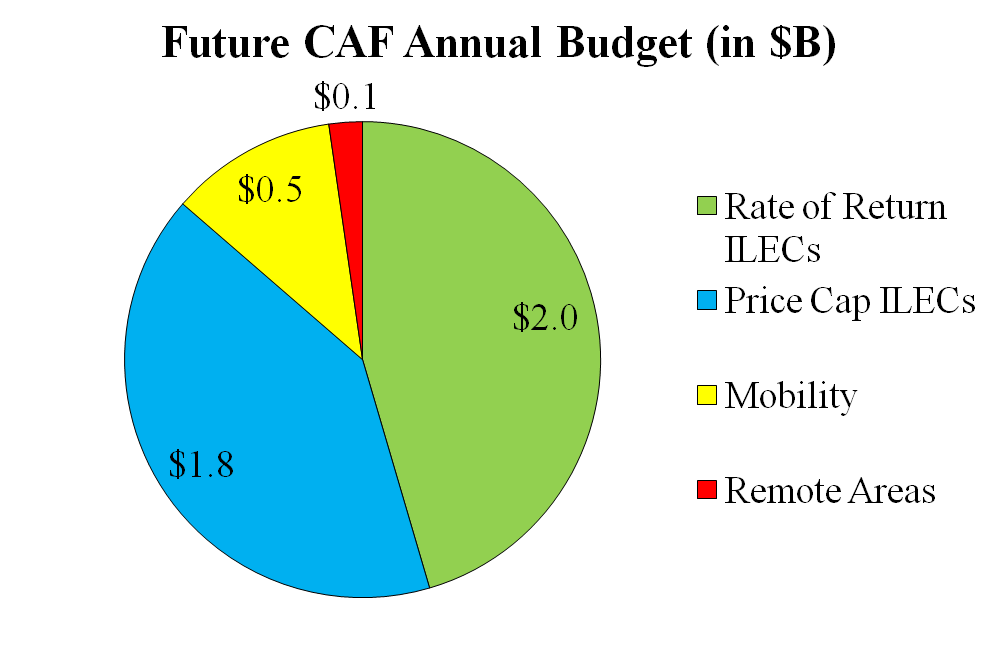 Future CAF Annual Budget (in $B)
$0.1
$0.5
$2.0
$1.8
Rate of Return
ILECs
Price Cap ILECs
Mobility
Remote Areas